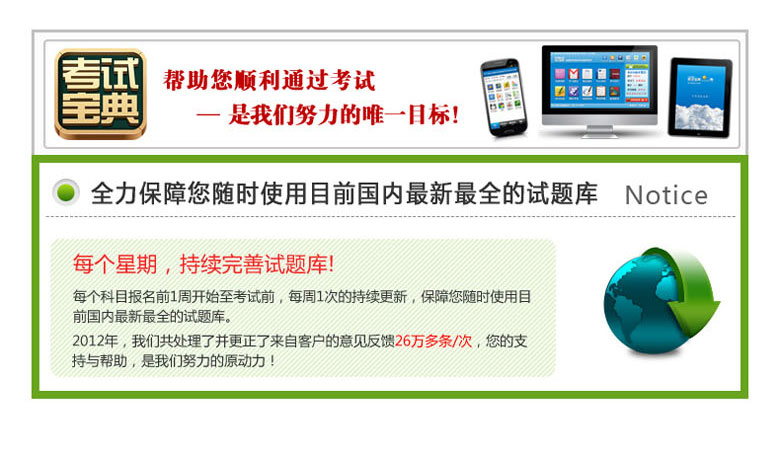 考试
宝典
帮助您顺利通过考试
— 是我们努力的唯一目标!
全力保障您随时使用目前国内最新最全的试题库 Notice
每个星期，持续完善试题库!
每个科目报名前1周开始至考试前，每周1次的持续更新，保障您随时使用目
前国内最新最全的试题库。
2012年，我们共处理了并更正了来自客户的意见反馈26万多条/次，您的支
持与帮助，是我们努力的原动力！